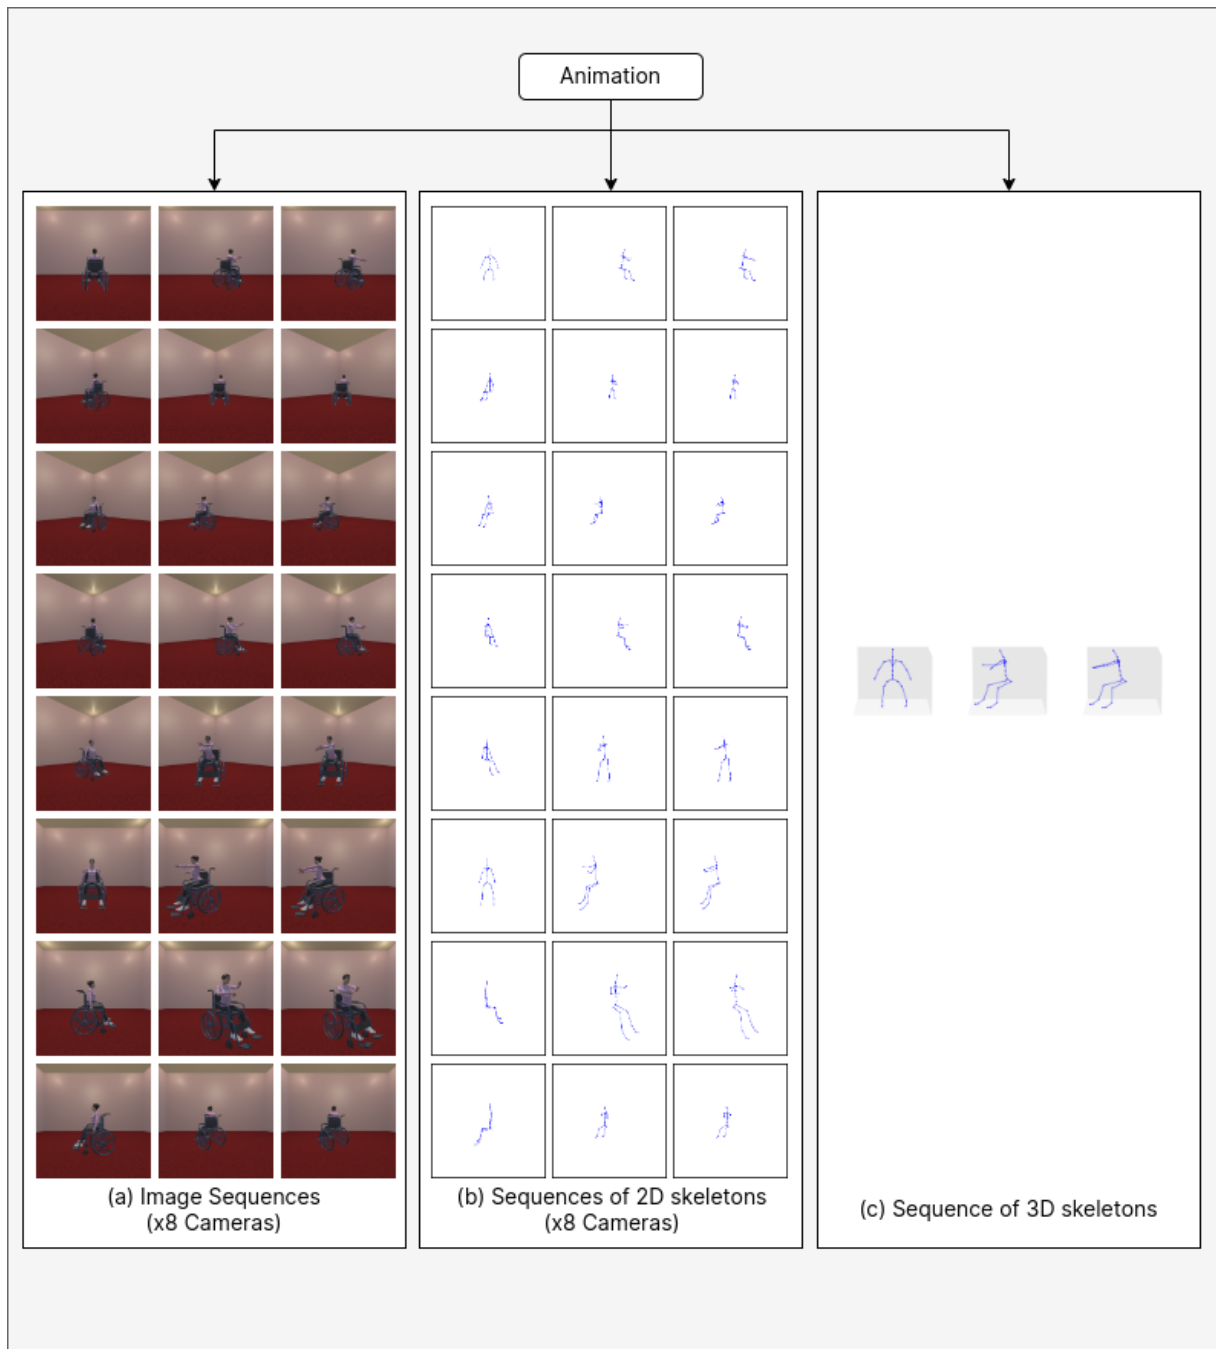 Animation
(a) Image Sequences
(x8 Cameras)
(b) Sequences of 2D skeletons
(x8 Cameras)
(c) Sequence of 3D skeletons